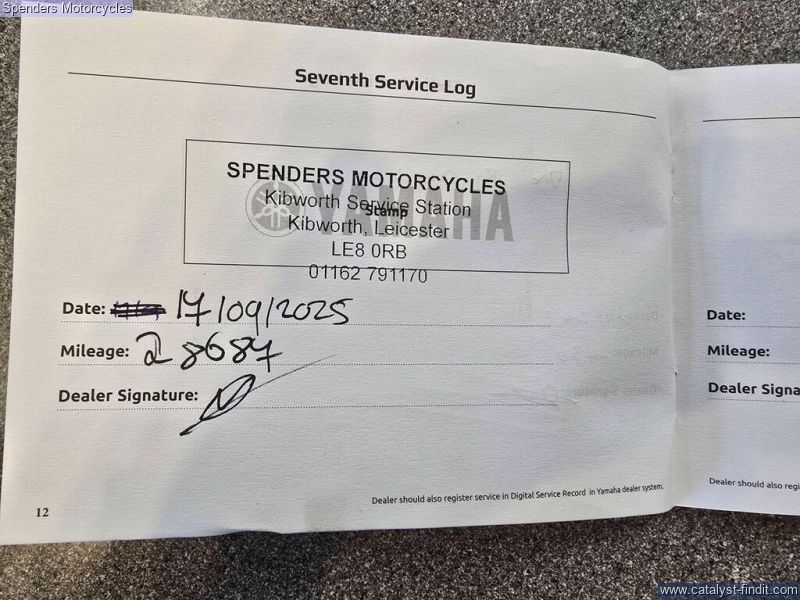 Spenders Motorcycles
Seventh Service Log
SPENDERS MOTORCYCLES
Kibworth Service Station
YAMAHA
Stamp
Kibworth, Leicester
LE8 0RB
01162 791170
Date: 17/09/2025
Mileage: 28687
Dealer Signature:
Dealer should also register service in Digital Service Record in Yamaha dealer system.
12
Date:
Mileage:
Dealer Signa
Dealer should also regi
www.catalyst-findit.com